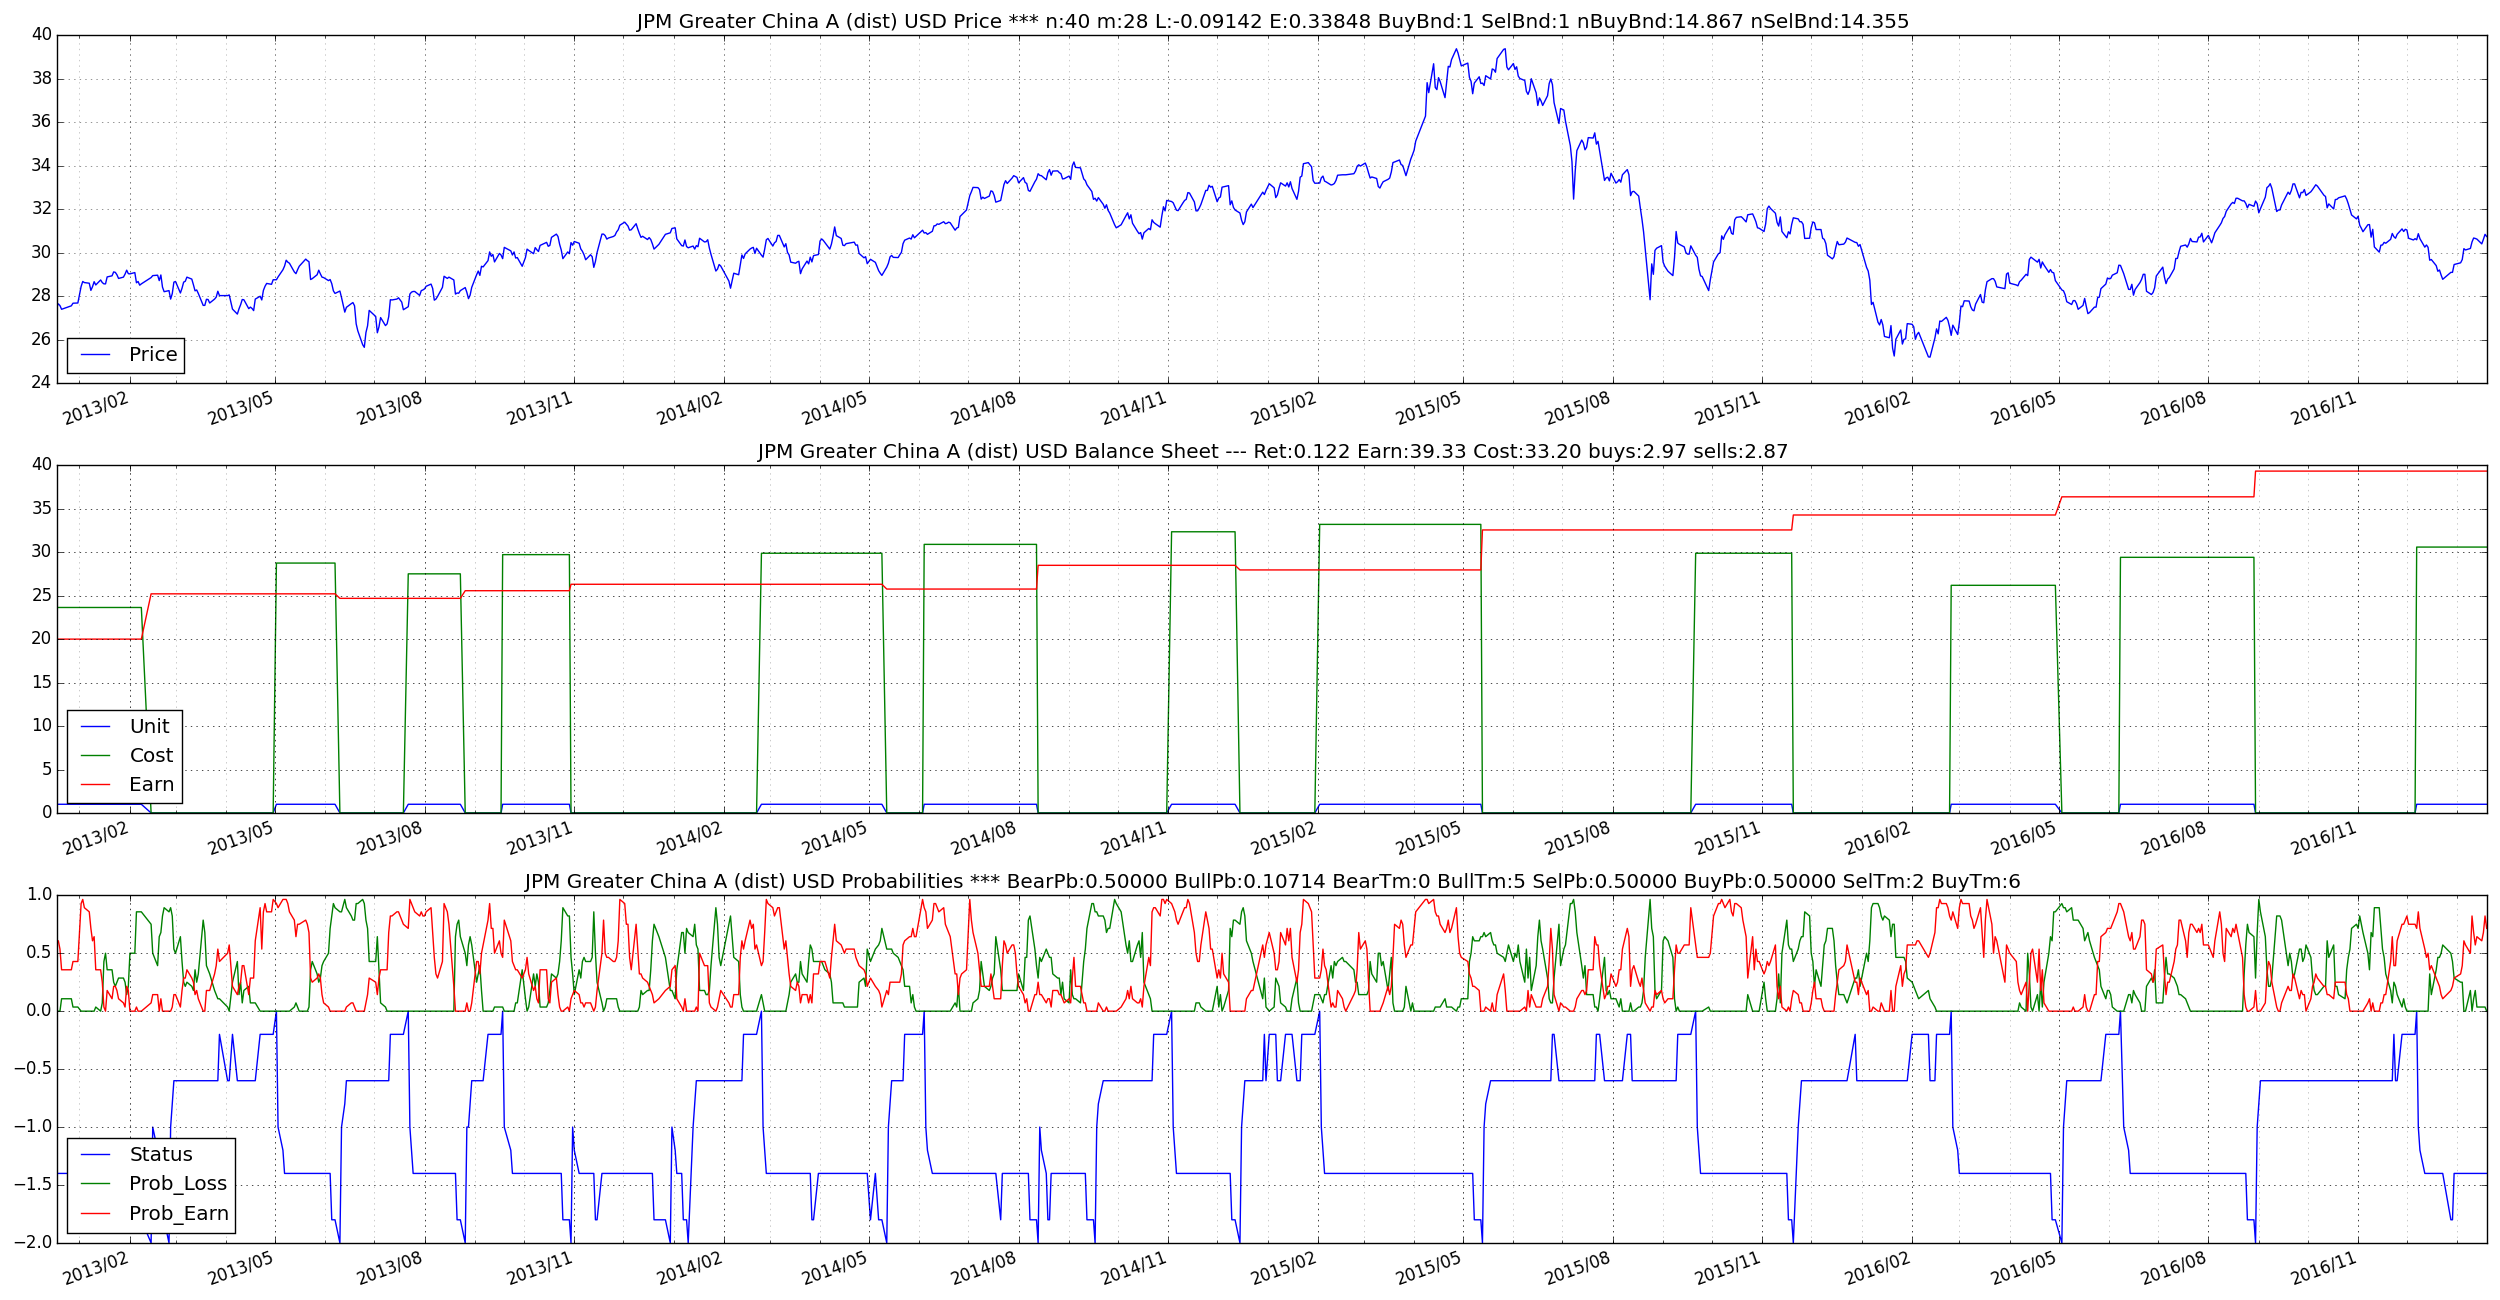 JPM Greater China A (dist) USD Price *** n:40 m:28 L:-0.09142 E:0.33848 BuyBnd:1 SelBnd:1 nBuyBnd:14.867 nSelBnd:14.355
40
38
36
34
32
30
28
26
24
Price
2013/02 2013/05 2013/08 2013/11 2014/02 2014/05 2014/08 2014/11 2015/02 2015/05 2015/08 2015/11 2016/02 2016/05 2016/08 2016/11
JPM Greater China A (dist) USD Balance Sheet --- Ret:0.122 Earn:39.33 Cost:33.20 buys:2.97 sells:2.87
40
35
30
25
20
15
10
5
0
Unit
Cost
Earn
2013/02 2013/05 2013/08 2013/11 2014/02 2014/05 2014/08 2014/11 2015/02 2015/05 2015/08 2015/11 2016/02 2016/05 2016/08 2016/11
JPM Greater China A (dist) USD Probabilities *** BearPb:0.50000 BullPb:0.10714 BearTm:0 BullTm:5 SelPb:0.50000 BuyPb:0.50000 SelTm:2 BuyTm:6
1.0
0.5
0.0
−0.5
−1.0
−1.5
−2.0
Status
Prob_Loss
Prob_Earn
2013/02 2013/05 2013/08 2013/11 2014/02 2014/05 2014/08 2014/11 2015/02 2015/05 2015/08 2015/11 2016/02 2016/05 2016/08 2016/11